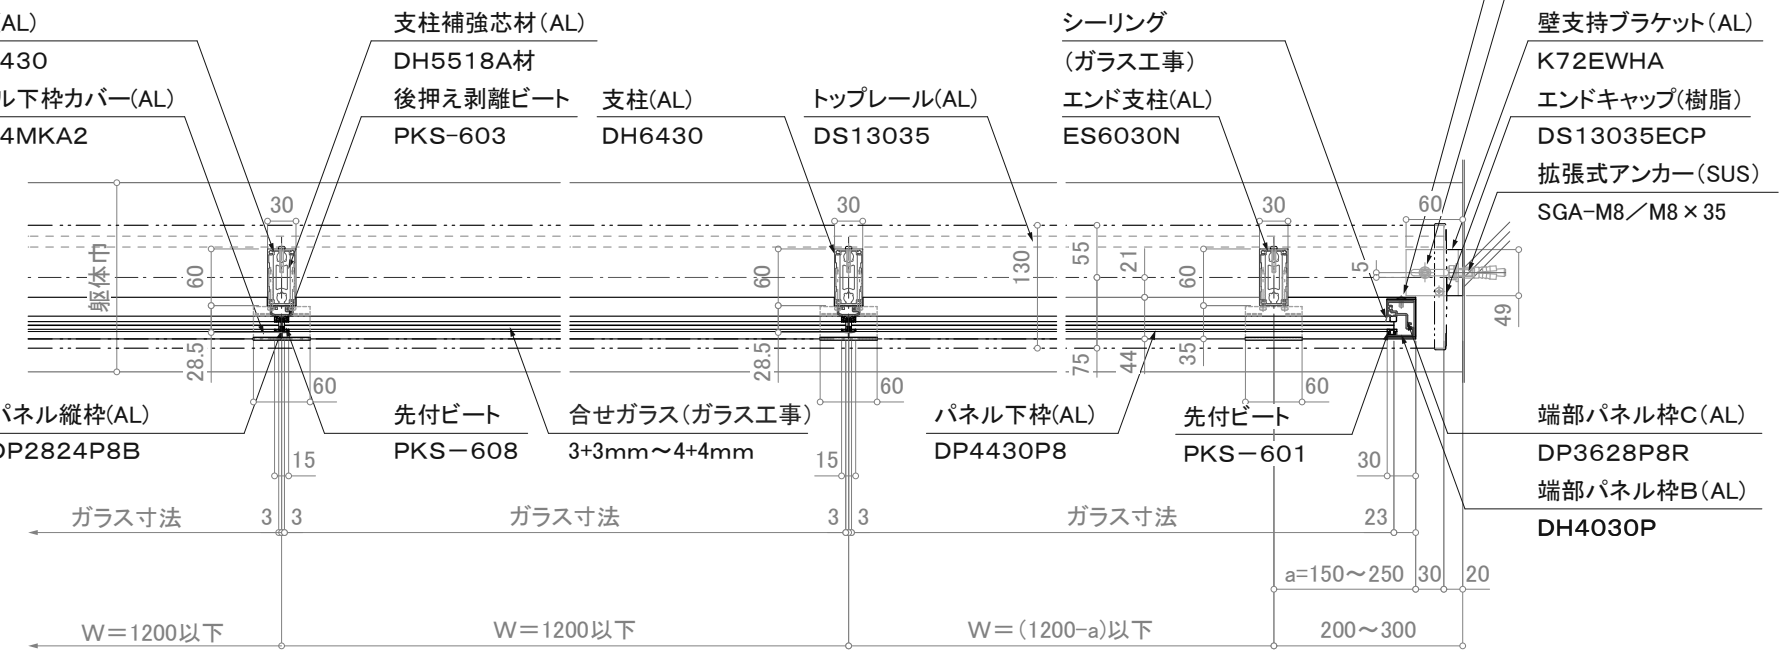 (AL)
430
ル下枠カバー(AL)
4MKA2
支柱補強芯材(AL)
DH5518A材
後押え剥離ビート
PKS-603
支柱(AL)
DH6430
トップレール(AL)
DS13035
シーリング
(ガラス工事)
エンド支柱(AL)
ES6030N
壁支持ブラケット(AL)
K72EWHA
エンドキャップ(樹脂)
DS13035ECP
拡張式アンカー(SUS)
SGA-M8/M8×35
30
30
30
60
躯体巾
60
28.5
60
60
28.5
60
130
55
75
21
44
60
35
60
5
49
パネル縦枠(AL)
DP2824P8B
先付ビート
PKS-608
合せガラス(ガラス工事)
3+3mm~4+4mm
パネル下枠(AL)
DP4430P8
先付ビート
PKS-601
端部パネル枠C(AL)
DP3628P8R
端部パネル枠B(AL)
DH4030P
15
15
30
ガラス寸法
3
3
ガラス寸法
3
3
ガラス寸法
23
a=150~250
30
20
W=1200以下
W=1200以下
W=(1200-a)以下
200~300